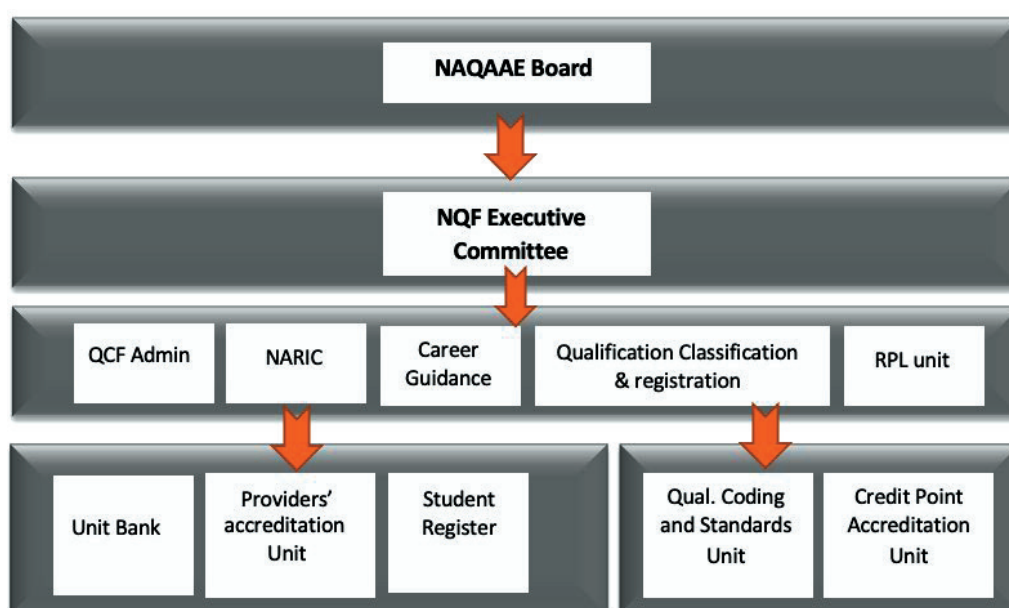 NAQAAE Board
NQF Executive
Committee
QCF Admin
NARIC
Career
Guidance
Qualification Classification
& registration
RPL unit
Unit Bank
Providers’
accreditation
Unit
Student
Register
Qual. Coding
and Standards
Unit
Credit Point
Accreditation
Unit